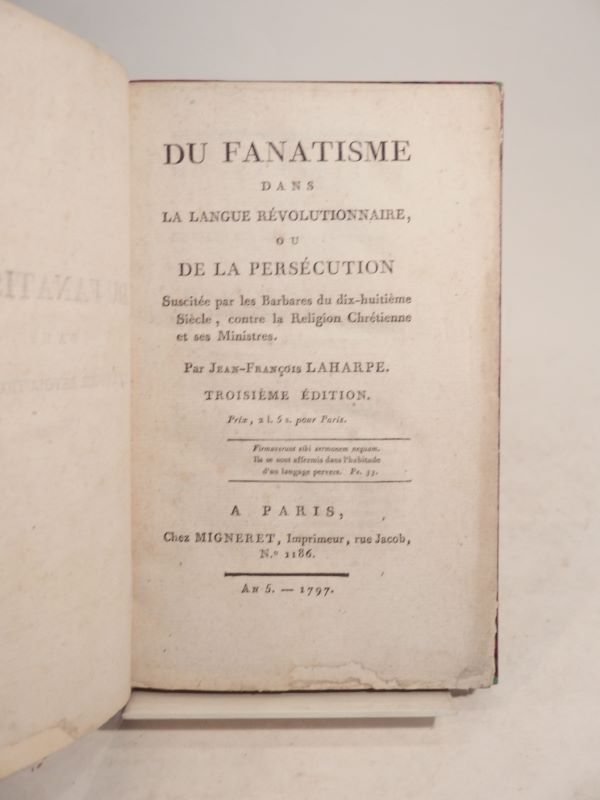 DU FANATISME
DANS
LA LANGUE RÉVOLUTIONNAIRE,
OU
DE LA PERSÉCUTION
Suscitée par les Barbares du dix-huitième
Siècle, contre la Religion Chrétienne
et ses Ministres.
Par JEAN-FRANÇOIS LAHARPE.
TROISIÈME ÉDITION.
Prix, 2 l. 5 s. pour Paris.
Firmaverunt sibi sermonem nequam.
Ils se sont affermis dans l'habitude
d'un langage pervers. Ps.
A PARIS,
Chez MIGNERET, Imprimeur, rue Jacob,
N.º 1186.
AN 5. — 1797.